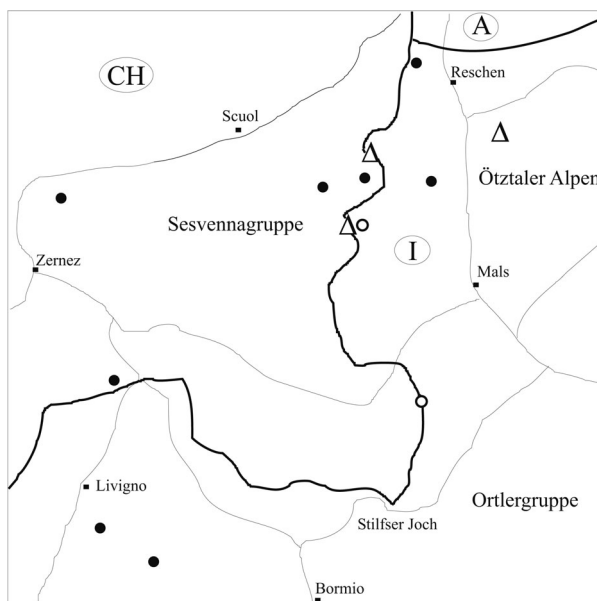 A
CH
Reschen
Scuol
Δ
Δ
Ötztaler Alpen
Sesvennagruppe
Δ
I
Zernez
Mals
Livigno
Ortlergruppe
Stilfser Joch
Bormio